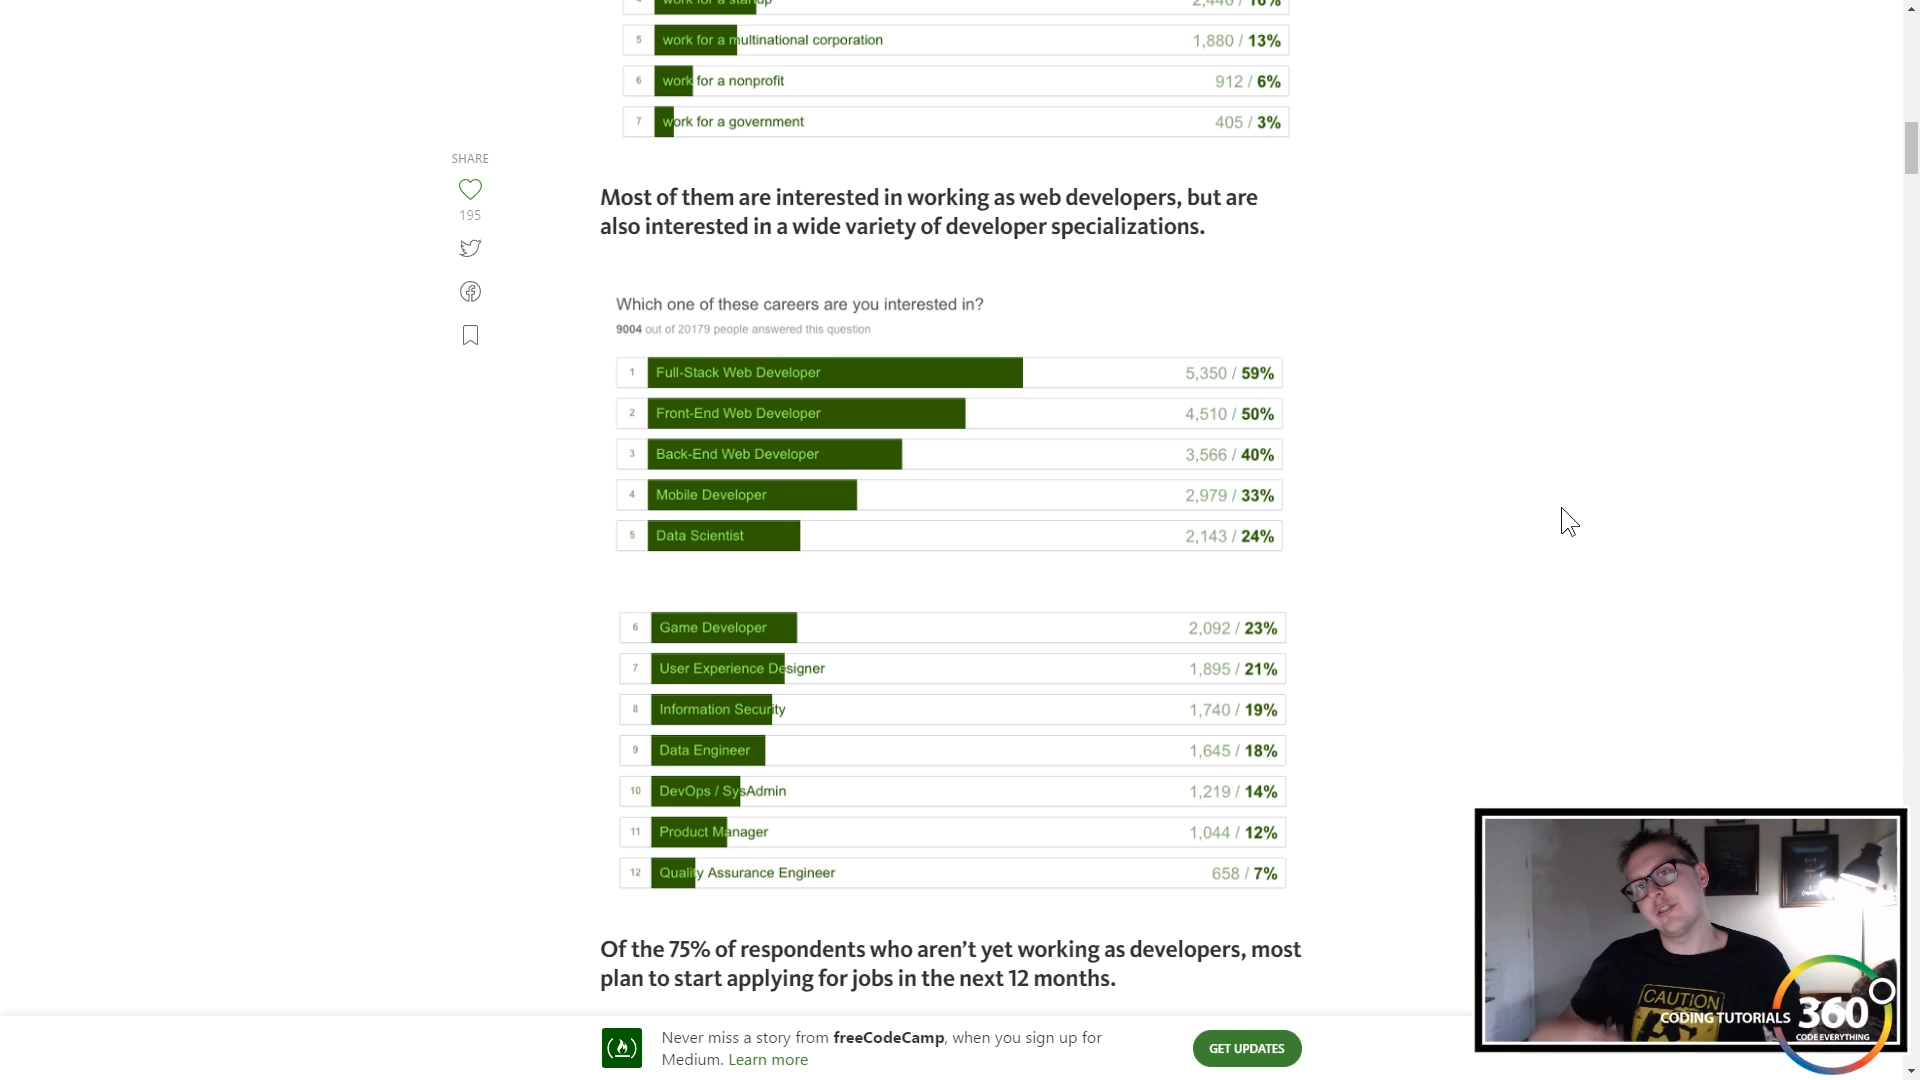 4 work for a startup 2,446 / 16%
5 work for a multinational corporation 1,880 / 13%
6 work for a nonprofit 912 / 6%
7 work for a government 405 / 3%
SHARE
195
Most of them are interested in working as web developers, but are
also interested in a wide variety of developer specializations.
Which one of these careers are you interested in?
9004 out of 20179 people answered this question
1 Full-Stack Web Developer 5,350 / 59%
2 Front-End Web Developer 4,510 / 50%
3 Back-End Web Developer 3,566 / 40%
4 Mobile Developer 2,979 / 33%
5 Data Scientist 2,143 / 24%
6 Game Developer 2,092 / 23%
7 User Experience Designer 1,895 / 21%
8 Information Security 1,740 / 19%
9 Data Engineer 1,645 / 18%
10 DevOps / SysAdmin 1,219 / 14%
11 Product Manager 1,044 / 12%
12 Quality Assurance Engineer 658 / 7%
Of the 75% of respondents who aren’t yet working as developers, most
plan to start applying for jobs in the next 12 months.
Never miss a story from freeCodeCamp, when you sign up for
Medium. Learn more
GET UPDATES
CAUTION
CODING TUTORIALS 360
CODE EVERYTHING